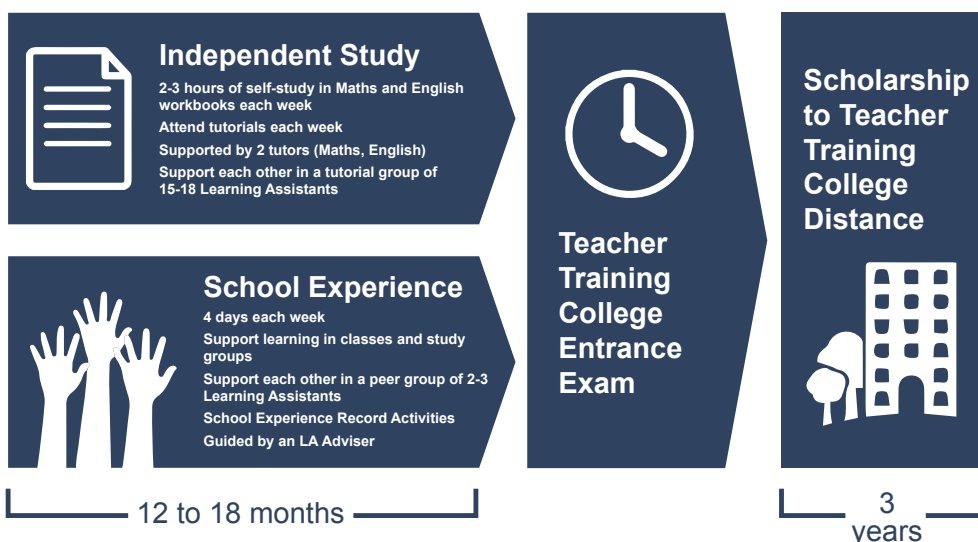 Independent Study
2-3 hours of self-study in Maths and English
workbooks each week
Attend tutorials each week
Supported by 2 tutors (Maths, English)
Support each other in a tutorial group of
15-18 Learning Assistants
School Experience
4 days each week
Support learning in classes and study
groups
Support each other in a peer group of 2-3
Learning Assistants
School Experience Record Activities
Guided by an LA Adviser
12 to 18 months
Teacher
Training
College
Entrance
Exam
Scholarship
to Teacher
Training
College
Distance
3
years